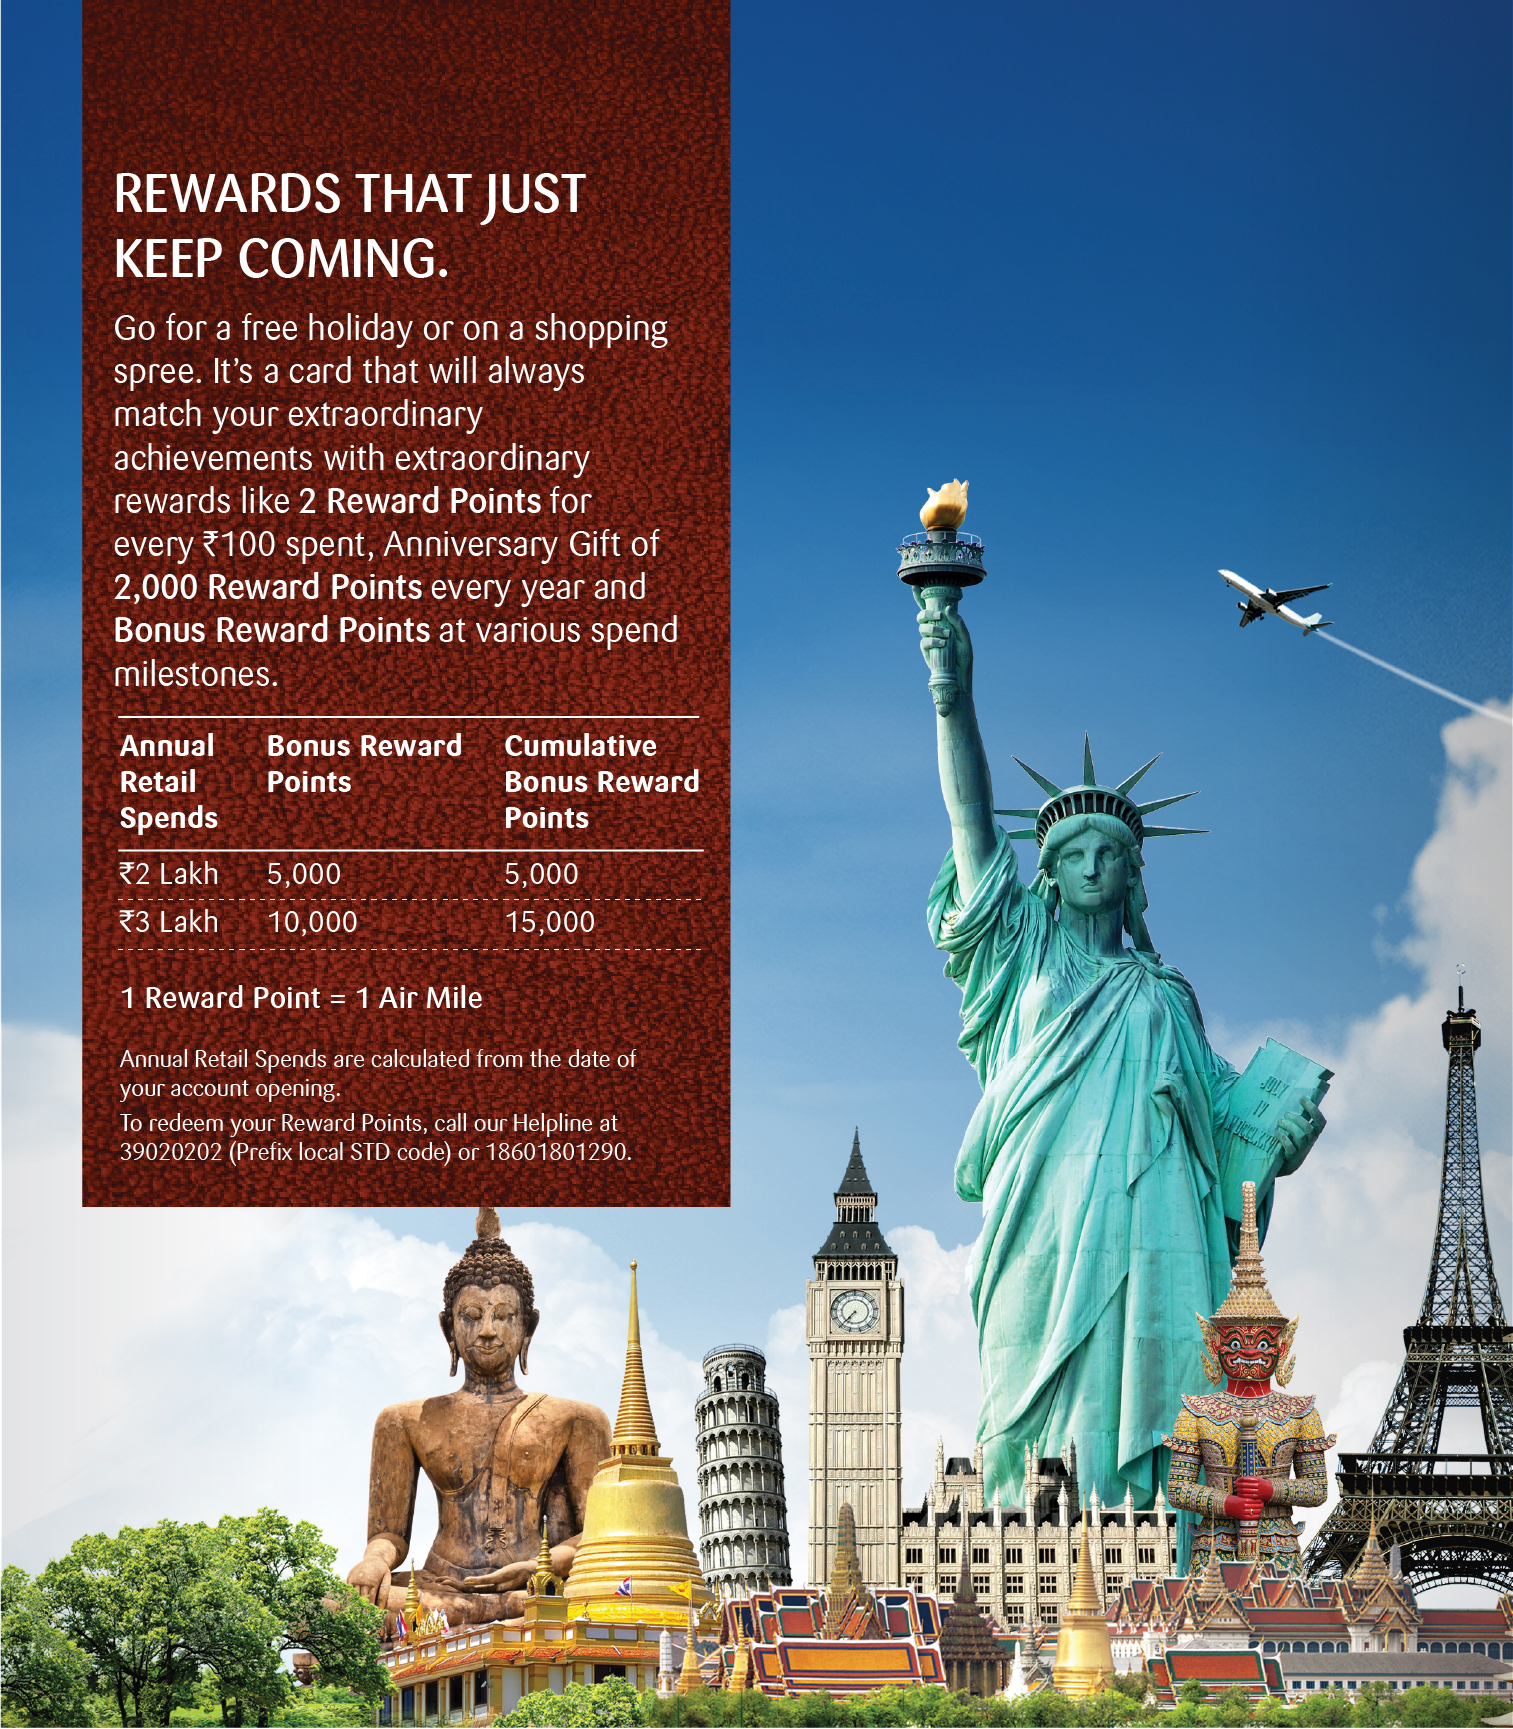 REWARDS THAT JUST
KEEP COMING.
Go for a free holiday or on a shopping
spree. It’s a card that will always
match your extraordinary
achievements with extraordinary
rewards like 2 Reward Points for
every ₹100 spent, Anniversary Gift of
2,000 Reward Points every year and
Bonus Reward Points at various spend
milestones.
Annual Bonus Reward Cumulative
Retail Points Bonus Reward
Spends Points
₹2 Lakh 5,000 5,000
₹3 Lakh 10,000 15,000
1 Reward Point = 1 Air Mile
Annual Retail Spends are calculated from the date of
your account opening.
To redeem your Reward Points, call our Helpline at
39020202 (Prefix local STD code) or 18601801290.
JULY
IV